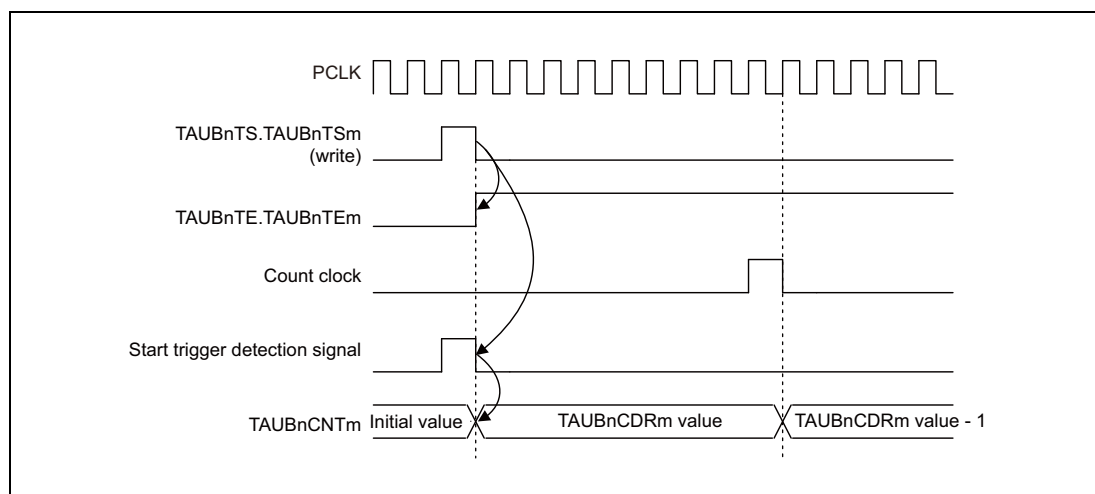 PCLK
TAUBnTS.TAUBnTSm
(write)
TAUBnTE.TAUBnTEm
Count clock
Start trigger detection signal
TAUBnCNTm
Initial value
TAUBnCDRm value
TAUBnCDRm value - 1